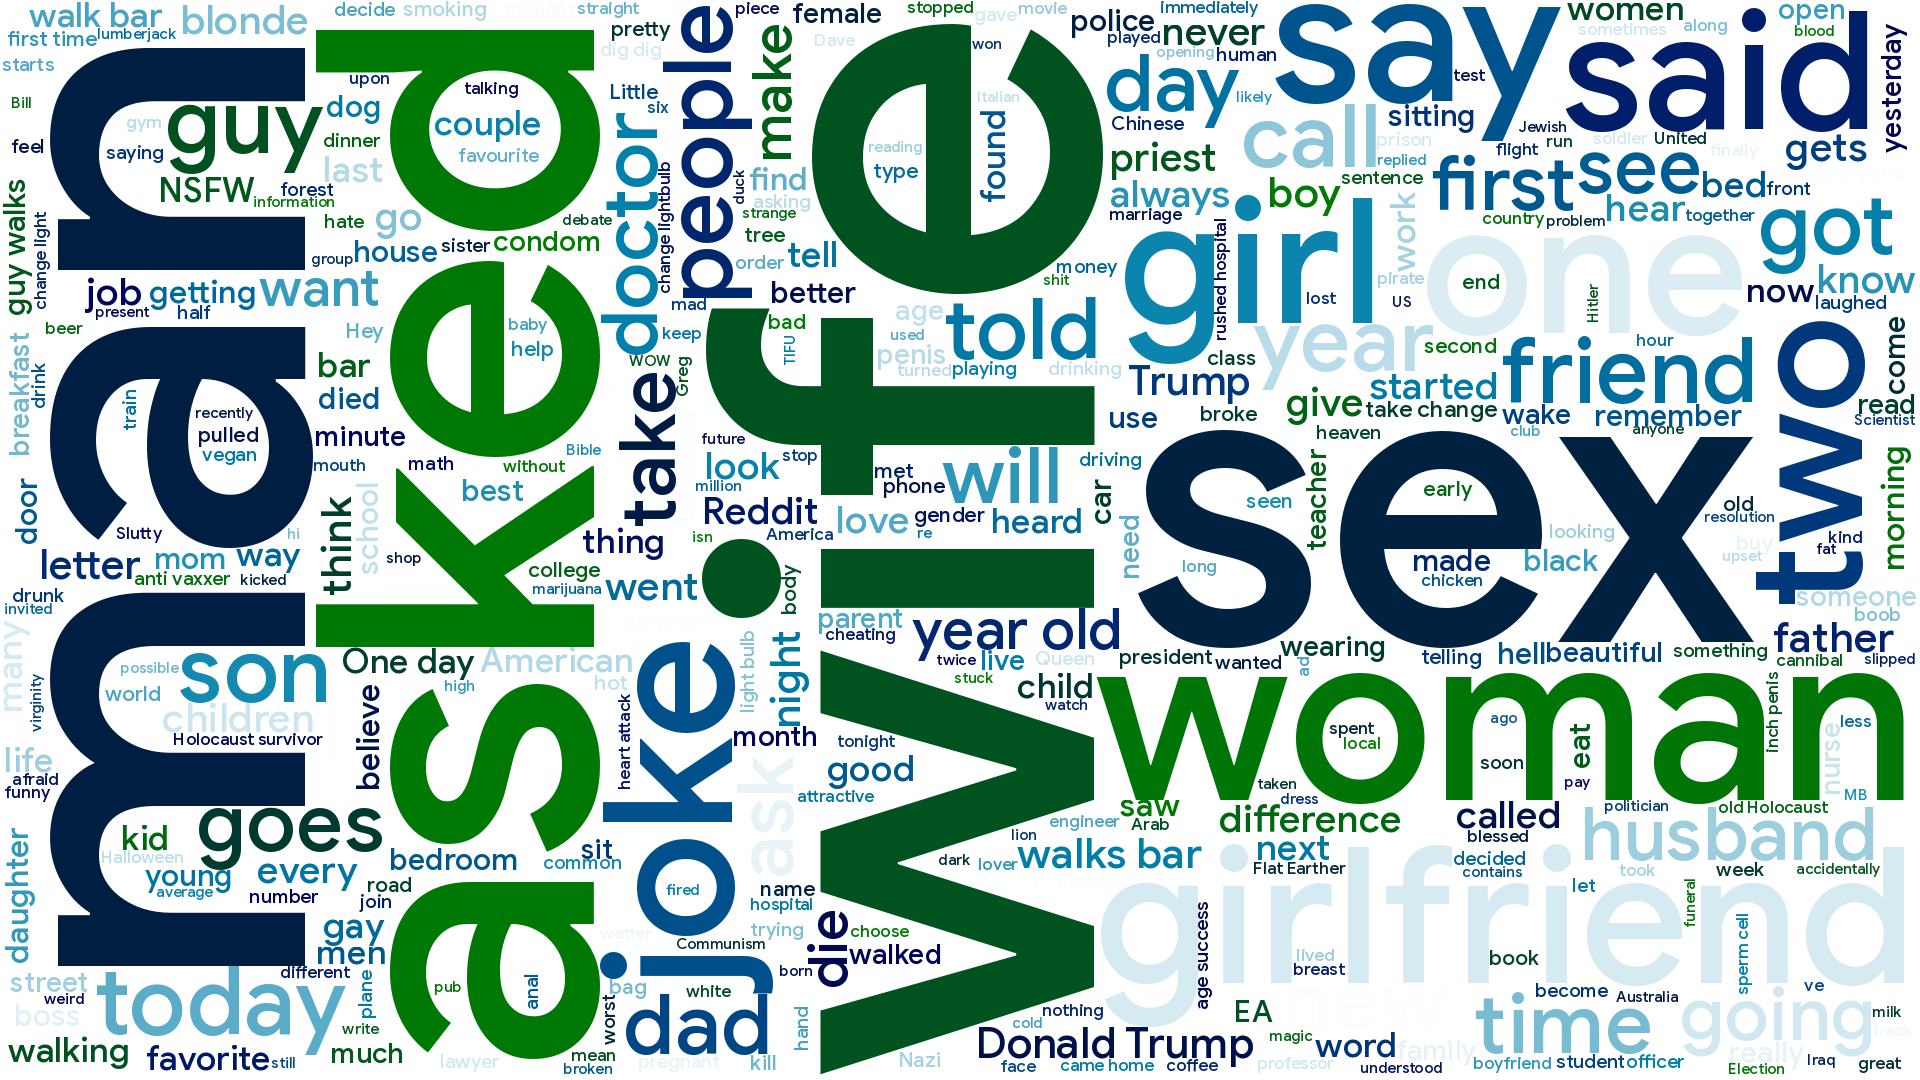 walk bar
blonde
decide
smoking
thought
straight
pretty
piece
female
stopped
gave
movie
police
immediately
women
open
first time
lumberjack
starts
Bill
feel
gym
saying
guy
man
upon
dog
dinner
last
NSFW
forest
information
hate
go
house
sister
condom
group
debate
asked
talking
couple
favourite
dig dig
Little
six
doctor
people
make
Dave
duck
find
asking
strange
tree
order
tell
change lightbulb
better
mad
won
Italian
reading
type
found
wife
money
shit
played
never
opening
human
day
likely
Chinese
priest
always
marriage
say
test
sitting
call
prison
replied
sentence
boy
Jewish
flight
run
said
sometimes
along
blood
yesterday
soldier
United
finally
gets
everyone
first
see
bed
front
country
problem
hear
together
work
girl
rushed hospital
lost
pirate
US
one
end
Hitler
got
know
now
laughed
guy walks
change light
job
getting
want
present
half
beer
Hey
baby
help
bar
died
keep
bad
TIFU
WOW
Greg
age
used
penis
turned
told
playing
drinking
year
class
second
hour
Trump
started
friend
two
come
read
Scientist
breakfast
drink
train
recently
pulled
vegan
minute
mouth
math
without
Bible
best
take
future
look
stop
million
met
phone
will
driving
use
broke
give
take change
wake
remember
club
anyone
heaven
door
Slutty
hi
think
school
shop
thing
Reddit
isn
America
love
gender
re
heard
car
need
teacher
sex
seen
early
long
made
chicken
looking
black
old
resolution
buy
upset
kind
fat
morning
letter
mom
way
anti vaxxer
kicked
drunk
invited
college
marijuana
went
body
parent
cheating
year old
someone
boob
father
many
virginity
possible
world
son
One day
American
high
hot
joke
light bulb
night
twice
live
stuck
Queen
child
watch
president
wanted
wearing
ad
telling
hell
beautiful
something
cannibal
slipped
children
Holocaust survivor
believe
heart attack
month
tonight
good
attractive
woman
spent
local
ago
soon
eat
pay
inch penis
nurse
less
MB
life
afraid
funny
kid
goes
Halloween
young
average
every
number
bedroom
common
sit
ask
road
join
fired
name
hospital
trying
engineer
lion
dark
lover
saw
Arab
taken
dress
difference
walks bar
next
Flat Earther
called
blessed
politician
old Holocaust
husband
decided
contains
let
took
week
accidentally
daughter
gay
men
different
wetter
Communism
die
choose
walked
born
age success
girlfriend
lived
breast
book
funeral
sperm cell
street
weird
boss
today
plane
pub
anal
worst
bag
white
dad
hand
nothing
cold
EA
new
become
Australia
ve
time
going
milk
back
walking
favorite
still
write
much
lawyer
mean
broken
pregnant
kill
Nazi
Donald Trump
face
came home
coffee
magic
professor
word
family
understood
boyfriend
student
officer
really
Election
Iraq
great